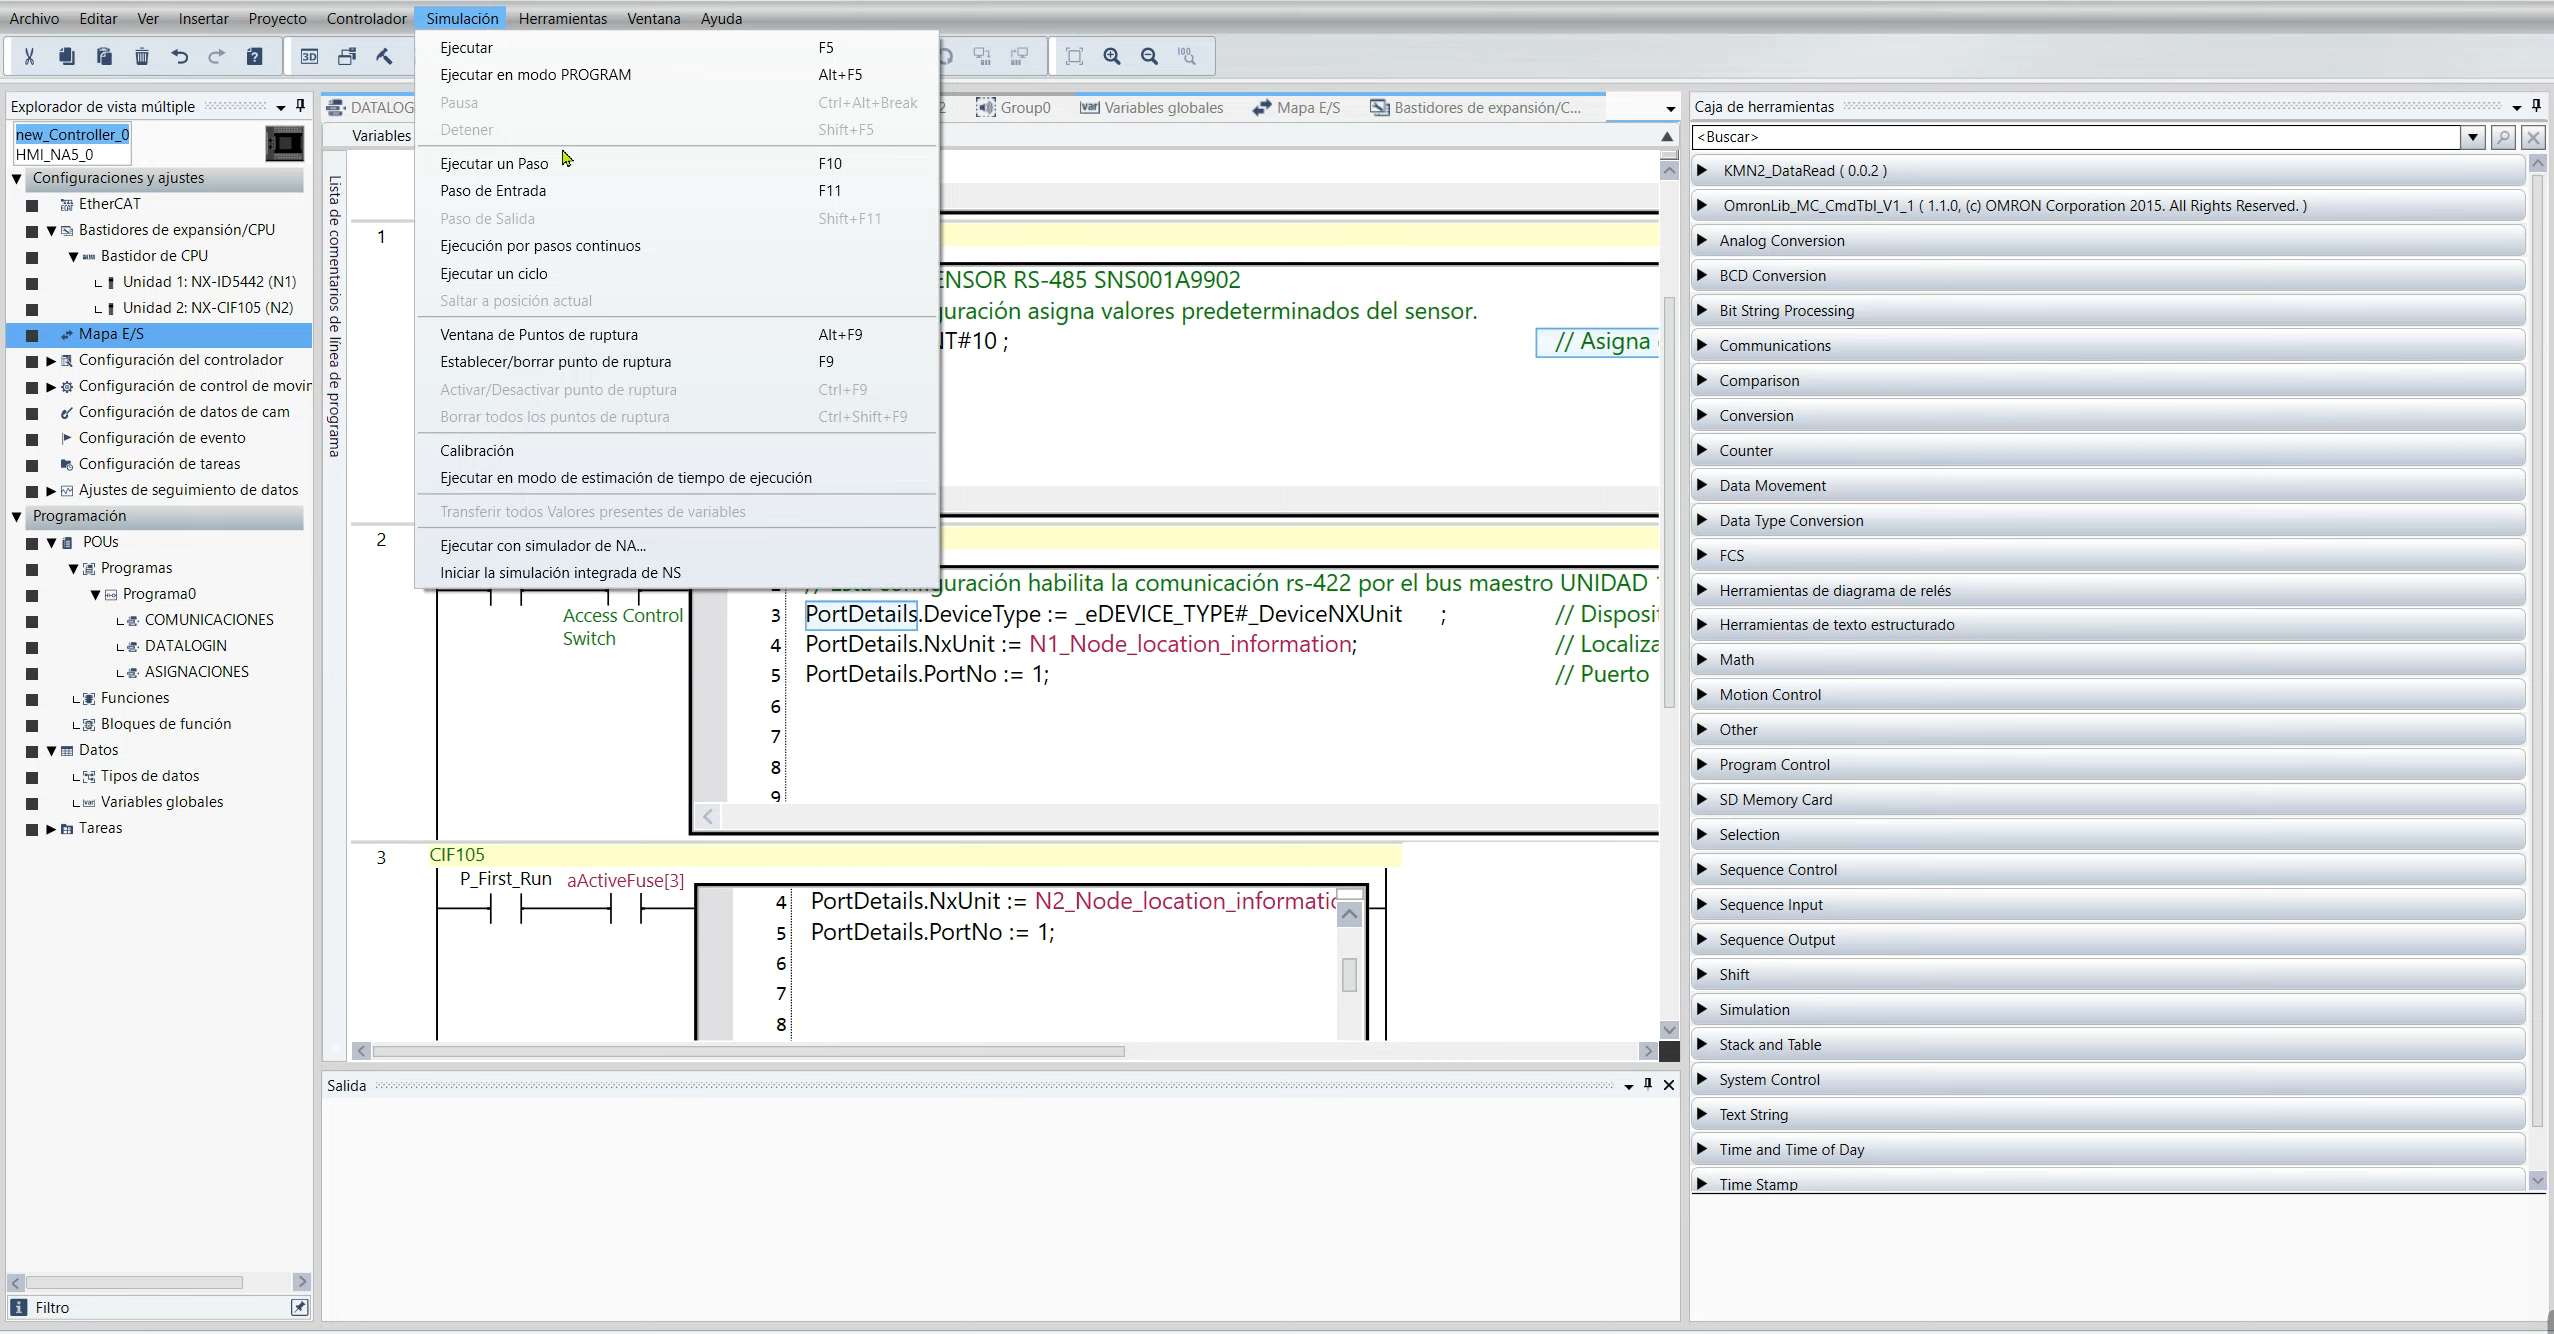 Archivo Editar Ver Insertar Proyecto Controlador Simulación Herramientas Ventana Ayuda
3D
100
Explorador de vista múltiple
new_Controller_0
HMI_NA5_0
Configuraciones y ajustes
EtherCAT
Bastidores de expansión/CPU
Bastidor de CPU
Unidad 1: NX-ID5442 (N1)
Unidad 2: NX-CIF105 (N2)
Mapa E/S
Configuración del controlador
Configuración de control de movir
Configuración de datos de cam
Configuración de evento
Configuración de tareas
Ajustes de seguimiento de datos
Programación
POUs
Programas
Programa0
COMUNICACIONES
DATALOGIN
ASIGNACIONES
Funciones
Bloques de función
Datos
Tipos de datos
Variables globales
Tareas
Filtro
Ejecutar F5
Ejecutar en modo PROGRAM Alt+F5
Pausa Ctrl+Alt+Break
Detener Shift+F5
Ejecutar un Paso F10
Paso de Entrada F11
Paso de Salida Shift+F11
Ejecución por pasos continuos
Ejecutar un ciclo
Saltar a posición actual
Ventana de Puntos de ruptura Alt+F9
Establecer/borrar punto de ruptura F9
Activar/Desactivar punto de ruptura Ctrl+F9
Borrar todos los puntos de ruptura Ctrl+Shift+F9
Calibración
Ejecutar en modo de estimación de tiempo de ejecución
Transferir todos Valores presentes de variables
Ejecutar con simulador de NA...
Iniciar la simulación integrada de NS
DATALOG 2 Group0 Variables globales Mapa E/S Bastidores de expansión/C...
Variables
Lista de comentarios de línea de programa
1
ENSOR RS-485 SNS001A9902
uración asigna valores predeterminados del sensor.
NT#10 ; // Asigna
2
guración habilita la comunicación rs-422 por el bus maestro UNIDAD
Access Control
Switch
3 PortDetails.DeviceType := _eDEVICE_TYPE#_DeviceNXUnit ; // Disposit
4 PortDetails.NxUnit := N1_Node_location_information; // Localiza
5 PortDetails.PortNo := 1; // Puerto
6
7
8
9
3 CIF105
P_First_Run aActiveFuse[3]
4 PortDetails.NxUnit := N2_Node_location_informatic
5 PortDetails.PortNo := 1;
6
7
8
Salida
Caja de herramientas
<Buscar>
KMN2_DataRead ( 0.0.2 )
OmronLib_MC_CmdTbl_V1_1 ( 1.1.0, (c) OMRON Corporation 2015. All Rights Reserved. )
Analog Conversion
BCD Conversion
Bit String Processing
Communications
Comparison
Conversion
Counter
Data Movement
Data Type Conversion
FCS
Herramientas de diagrama de relés
Herramientas de texto estructurado
Math
Motion Control
Other
Program Control
SD Memory Card
Selection
Sequence Control
Sequence Input
Sequence Output
Shift
Simulation
Stack and Table
System Control
Text String
Time and Time of Day
Time Stamp